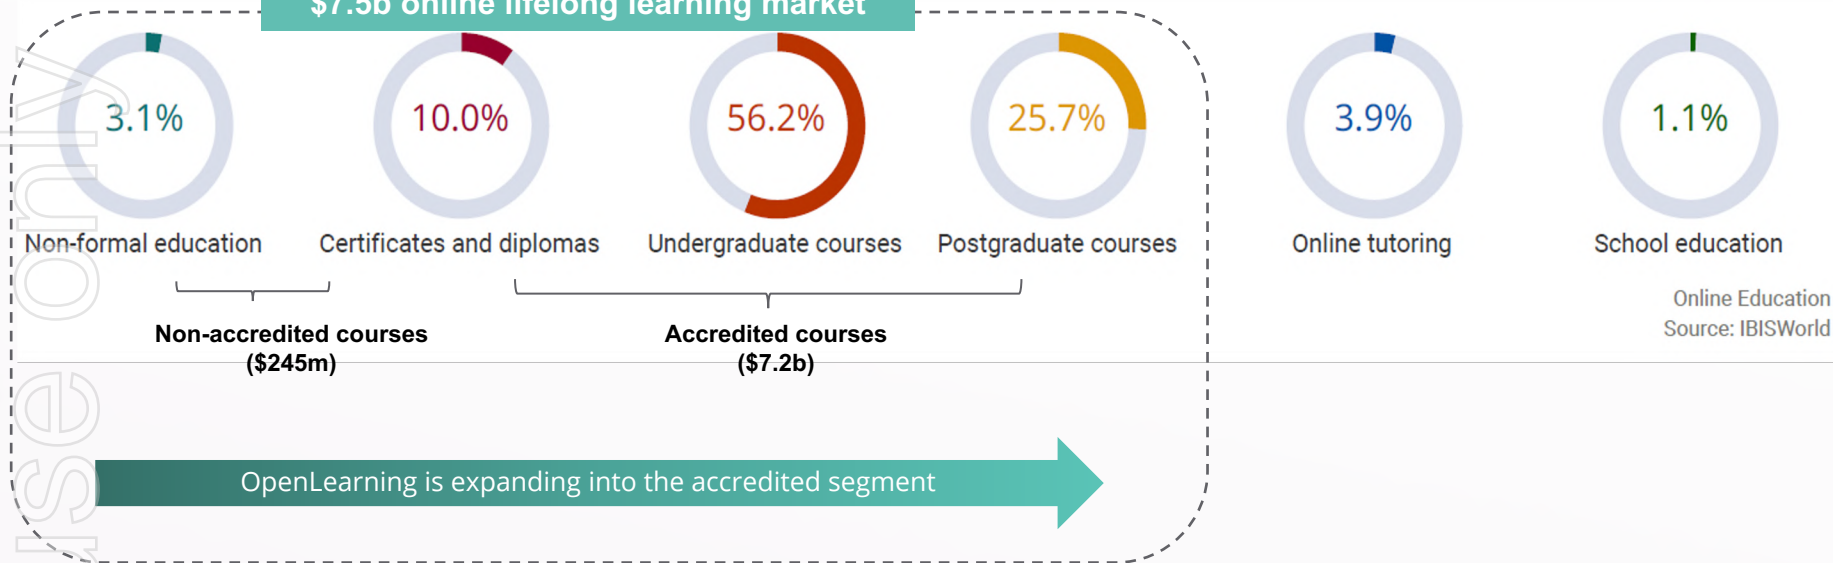 $7.5b online lifelong learning market
3.1%
10.0%
56.2%
25.7%
3.9%
1.1%
Non-formal education
Certificates and diplomas
Undergraduate courses
Postgraduate courses
Online tutoring
School education
Online Education
Source: IBISWorld
Non-accredited courses
($245m)
Accredited courses
($7.2b)
OpenLearning is expanding into the accredited segment
use only